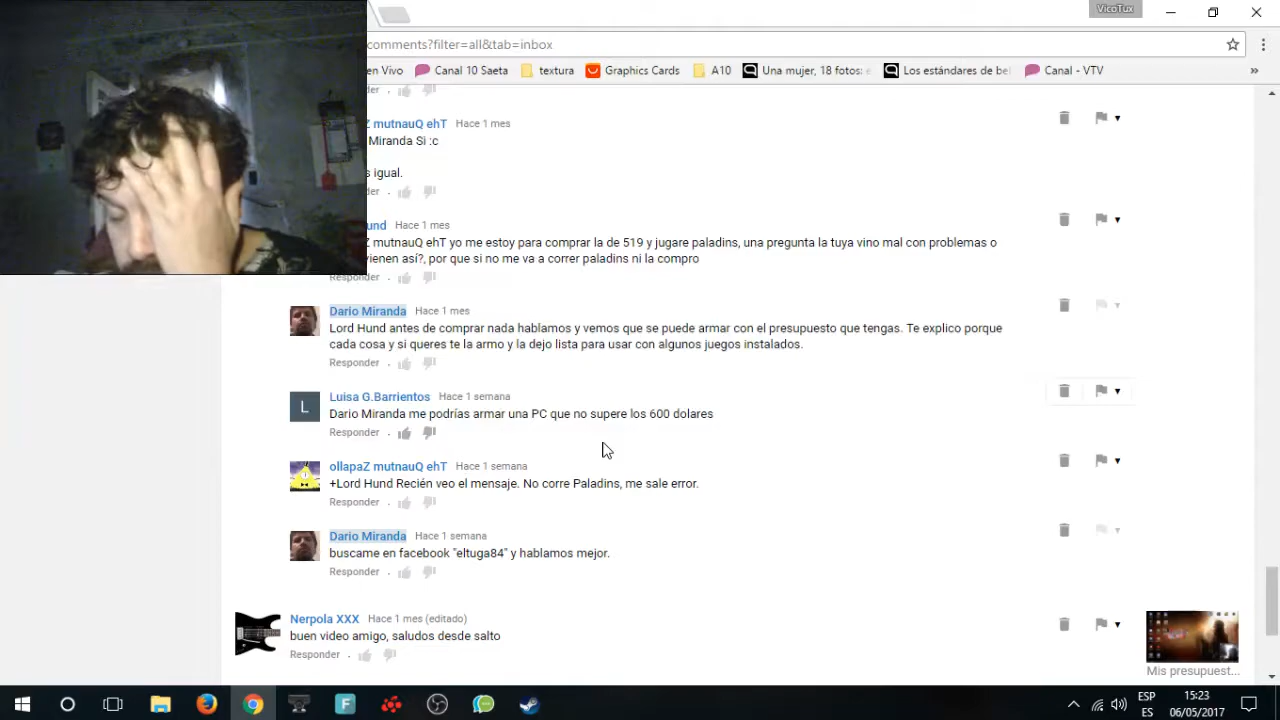 VicoTux
comments?filter=all&tab=inbox
en Vivo Canal 10 Saeta textura Graphics Cards A10 Una mujer, 18 fotos: e Los estándares de bel Canal - VTV »
Z mutnauQ ehT Hace 1 mes
Miranda Si :c
s igual.
der
und Hace 1 mes
Z mutnauQ ehT yo me estoy para comprar la de 519 y jugare paladins, una pregunta la tuya vino mal con problemas o
vienen así?, por que si no me va a correr paladins ni la compro
Responder
Dario Miranda Hace 1 mes
Lord Hund antes de comprar nada hablamos y vemos que se puede armar con el presupuesto que tengas. Te explico porque
cada cosa y si queres te la armo y la dejo lista para usar con algunos juegos instalados.
Responder
L
Luisa G.Barrientos Hace 1 semana
Dario Miranda me podrías armar una PC que no supere los 600 dolares
Responder
ollapaZ mutnauQ ehT Hace 1 semana
+Lord Hund Recién veo el mensaje. No corre Paladins, me sale error.
Responder
Dario Miranda Hace 1 semana
buscame en facebook "eltuga84" y hablamos mejor.
Responder
Nerpola XXX Hace 1 mes (editado)
buen video amigo, saludos desde salto
Responder
Mis presupuest...
F
ESP
ES
15:23
06/05/2017